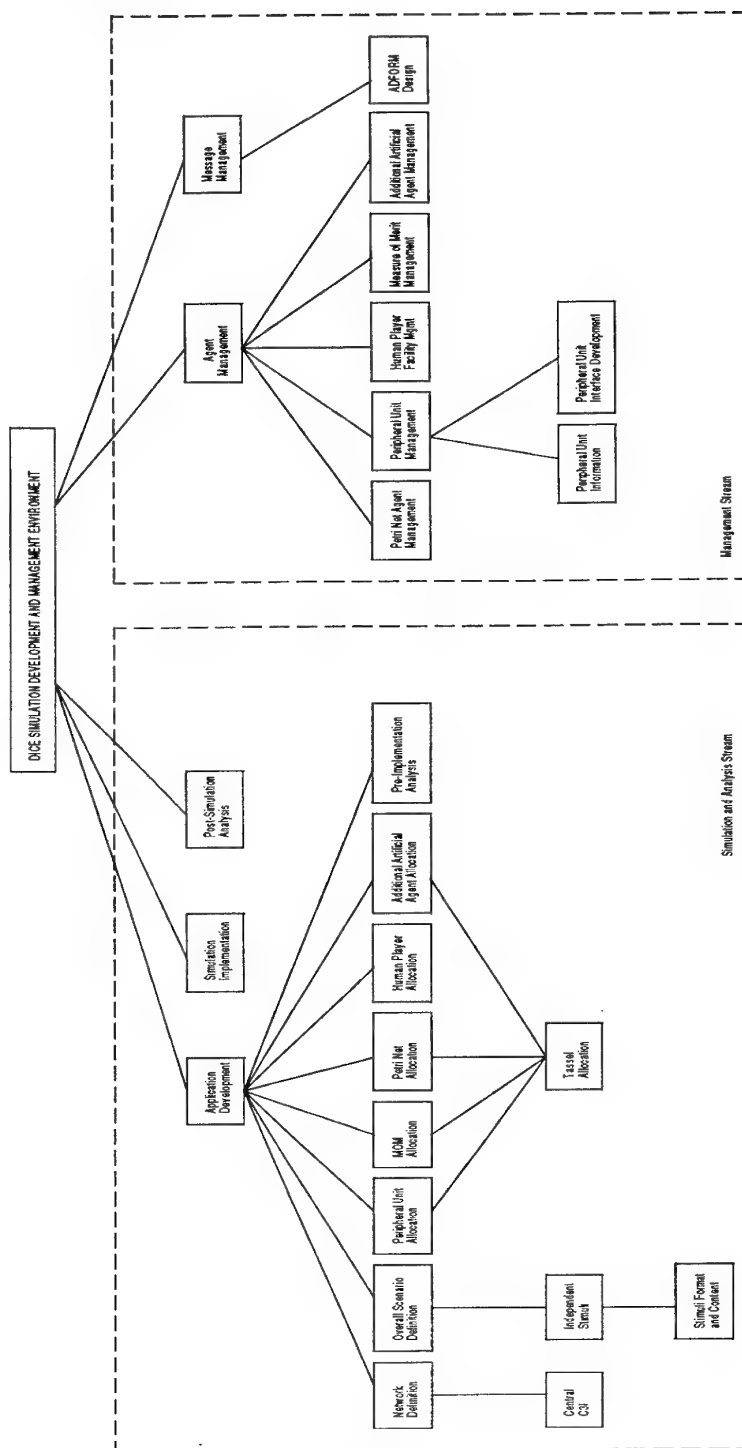 DICE SIMULATION DEVELOPMENT AND MANAGEMENT ENVIRONMENT
Application
Development
Simulation
Implementation
Post-Simulation
Analysis
Agent
Management
Message
Management
Network
Definition
Overall Scenario
Definition
Peripheral Unit
Allocation
MOM
Allocation
Petri Net
Allocation
Human Player
Allocation
Additional Artificial
Agent Allocation
Pre-Implementation
Analysis
Petri Net Agent
Management
Peripheral Unit
Management
Human Player
Facility Mgmt
Measure of Merit
Management
Additional Artificial
Agent Management
ADFORM
Design
Central
C3I
Independent
Stimuli
Tassel
Allocation
Peripheral Unit
Information
Peripheral Unit
Interface Development
Stimuli Format
and Content
Simulation and Analysis Stream
Management Stream